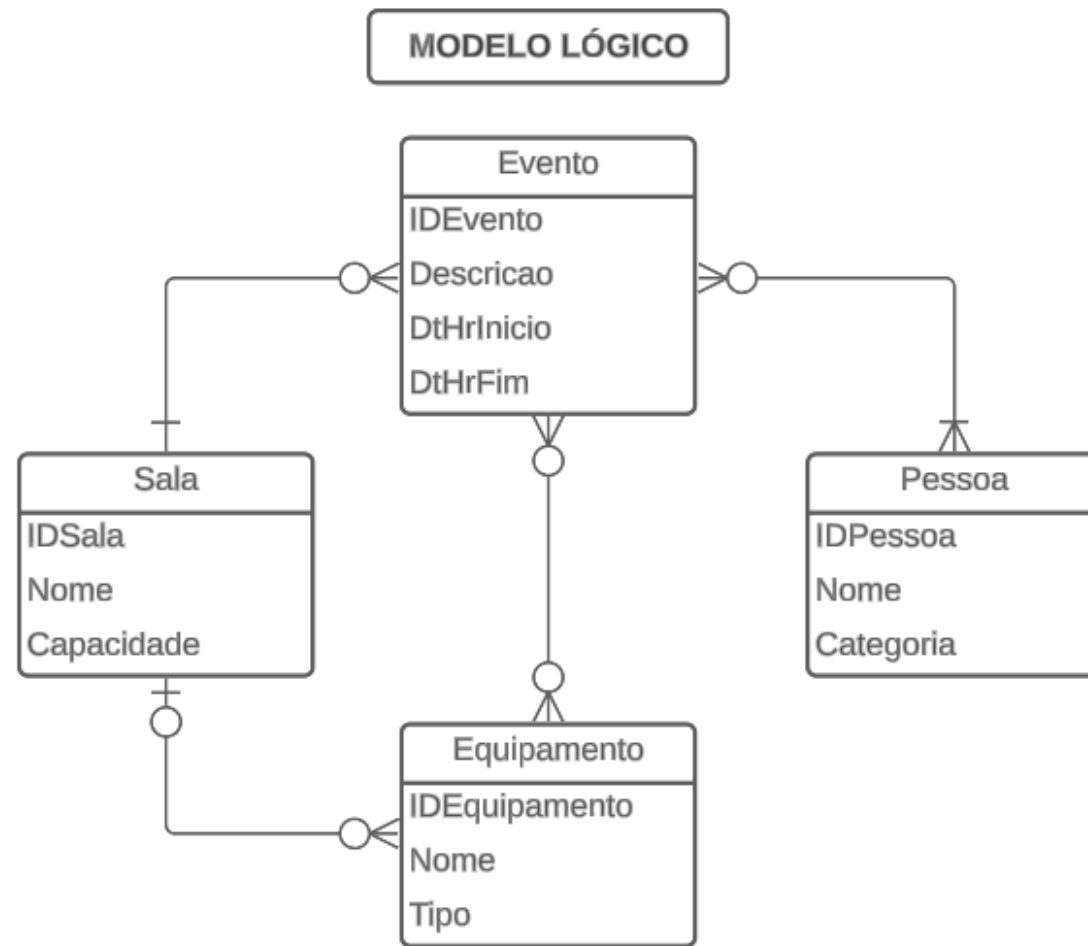 MODELO LÓGICO
Evento
IDEvento
Descricao
DtHrInicio
DtHrFim
Sala
IDSala
Nome
Capacidade
Pessoa
IDPessoa
Nome
Categoria
Equipamento
IDEquipamento
Nome
Tipo